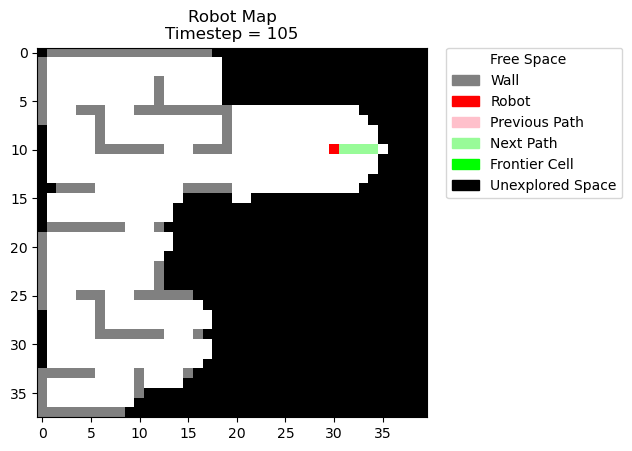 Robot Map
Timestep = 105
0
5
10
15
20
25
30
35
0
5
10
15
20
25
30
35
Free Space
Wall
Robot
Previous Path
Next Path
Frontier Cell
Unexplored Space